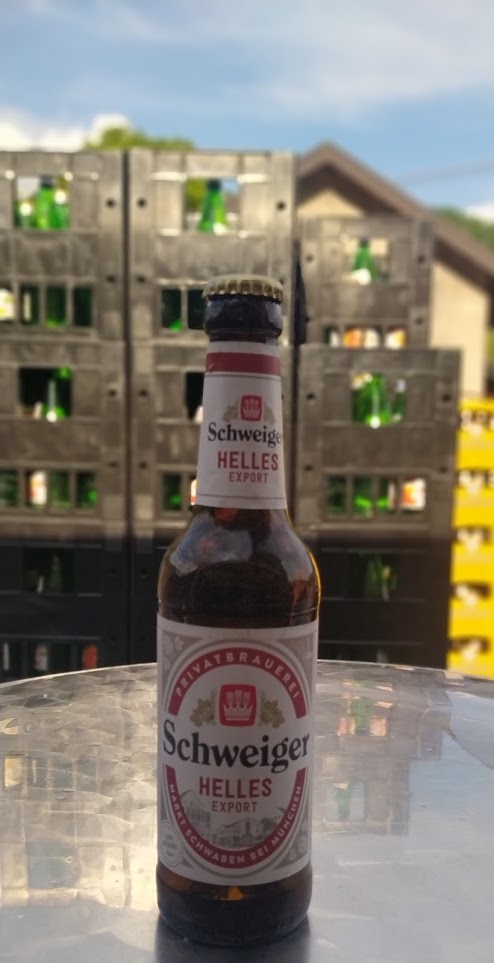 Schweiger
HELLES
EXPORT
PRIVATBRAUEREI
Schweiger
HELLES
EXPORT
MARKT SCHWABEN BEI MÜNCHEN